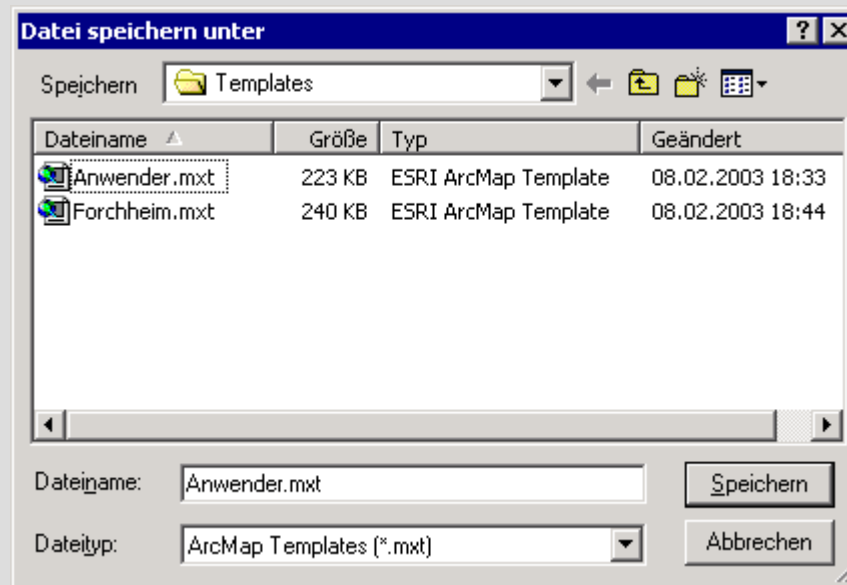 Datei speichern unter
Speichern Templates
Dateiname Größe Typ Geändert
Anwender.mxt 223 KB ESRI ArcMap Template 08.02.2003 18:33
Forchheim.mxt 240 KB ESRI ArcMap Template 08.02.2003 18:44
Dateiname: Anwender.mxt Speichern
Dateityp: ArcMap Templates (*.mxt) Abbrechen